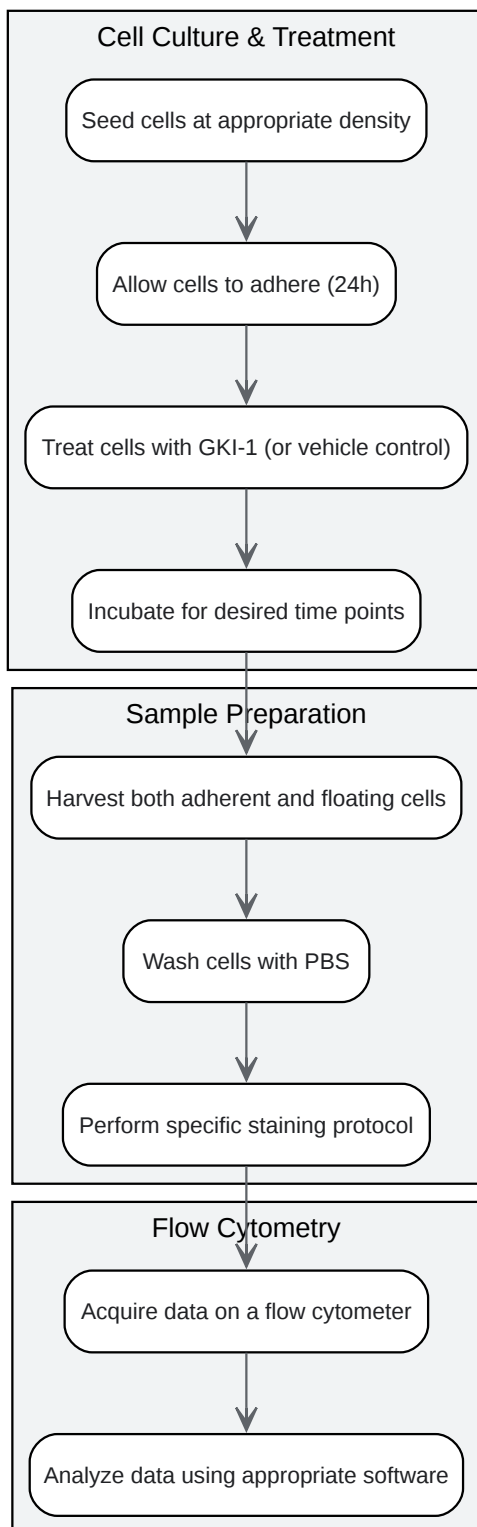 Cell Culture & Treatment
Seed cells at appropriate density
Allow cells to adhere (24h)
Treat cells with GKI-1 (or vehicle control)
Incubate for desired time points
Sample Preparation
Harvest both adherent and floating cells
Wash cells with PBS
Perform specific staining protocol
Flow Cytometry
Acquire data on a flow cytometer
Analyze data using appropriate software